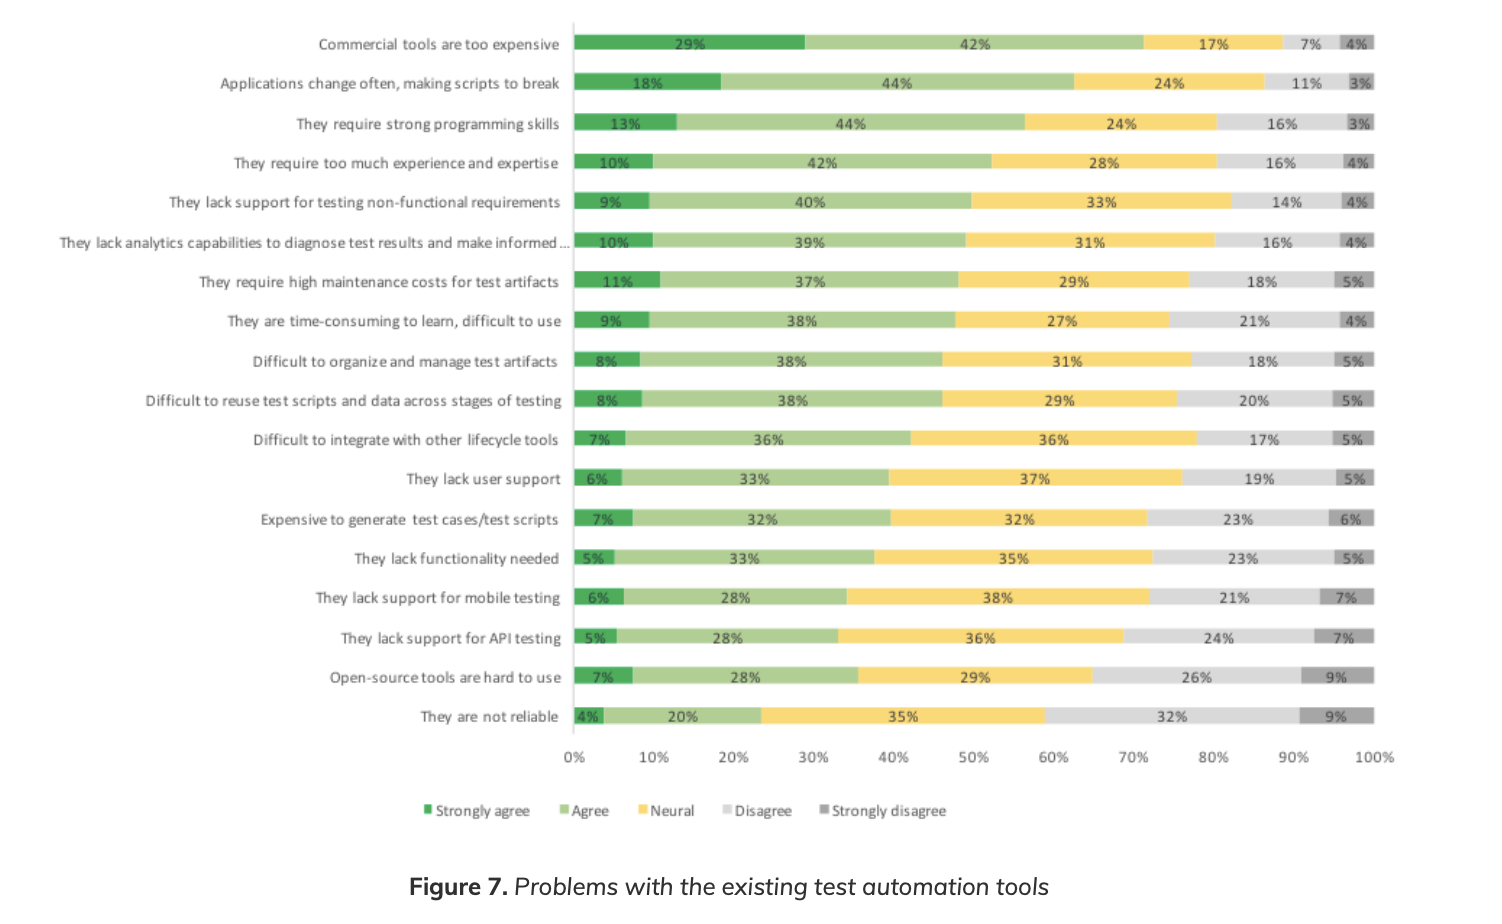 Commercial tools are too expensive 29% 42% 17% 7% 4%
Applications change often, making scripts to break 18% 44% 24% 11% 3%
They require strong programming skills 13% 44% 24% 16% 3%
They require too much experience and expertise 10% 42% 28% 16% 4%
They lack support for testing non-functional requirements 9% 40% 33% 14% 4%
They lack analytics capabilities to diagnose test results and make informed ... 10% 39% 31% 16% 4%
They require high maintenance costs for test artifacts 11% 37% 29% 18% 5%
They are time-consuming to learn, difficult to use 9% 38% 27% 21% 4%
Difficult to organize and manage test artifacts 8% 38% 31% 18% 5%
Difficult to reuse test scripts and data across stages of testing 8% 38% 29% 20% 5%
Difficult to integrate with other lifecycle tools 7% 36% 36% 17% 5%
They lack user support 6% 33% 37% 19% 5%
Expensive to generate test cases/test scripts 7% 32% 32% 23% 6%
They lack functionality needed 5% 33% 35% 23% 5%
They lack support for mobile testing 6% 28% 38% 21% 7%
They lack support for API testing 5% 28% 36% 24% 7%
Open-source tools are hard to use 7% 28% 29% 26% 9%
They are not reliable 4% 20% 35% 32% 9%
0% 10% 20% 30% 40% 50% 60% 70% 80% 90% 100%
Strongly agree Agree Neural Disagree Strongly disagree
Figure 7. Problems with the existing test automation tools